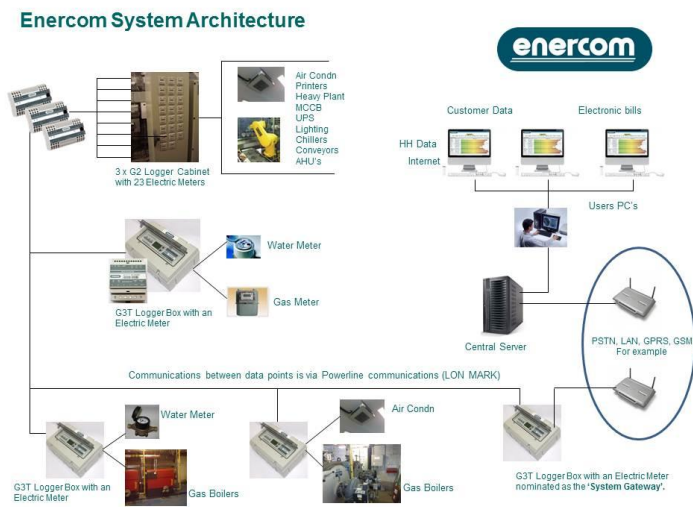 Enercom System Architecture
enercom
Air Condn
Printers
Heavy Plant
MCCB
UPS
Lighting
Chillers
Conveyors
AHU's
3 x G2 Logger Cabinet
with 23 Electric Meters
Customer Data
Electronic bills
HH Data
Internet
Users PC's
Water Meter
Gas Meter
G3T Logger Box with an
Electric Meter
Central Server
PSTN, LAN, GPRS, GSM
For example
Communications between data points is via Powerline communications (LON MARK)
Water Meter
Gas Boilers
G3T Logger Box with an
Electric Meter
Air Condn
Gas Boilers
G3T Logger Box with an Electric Meter
nominated as the 'System Gateway'.